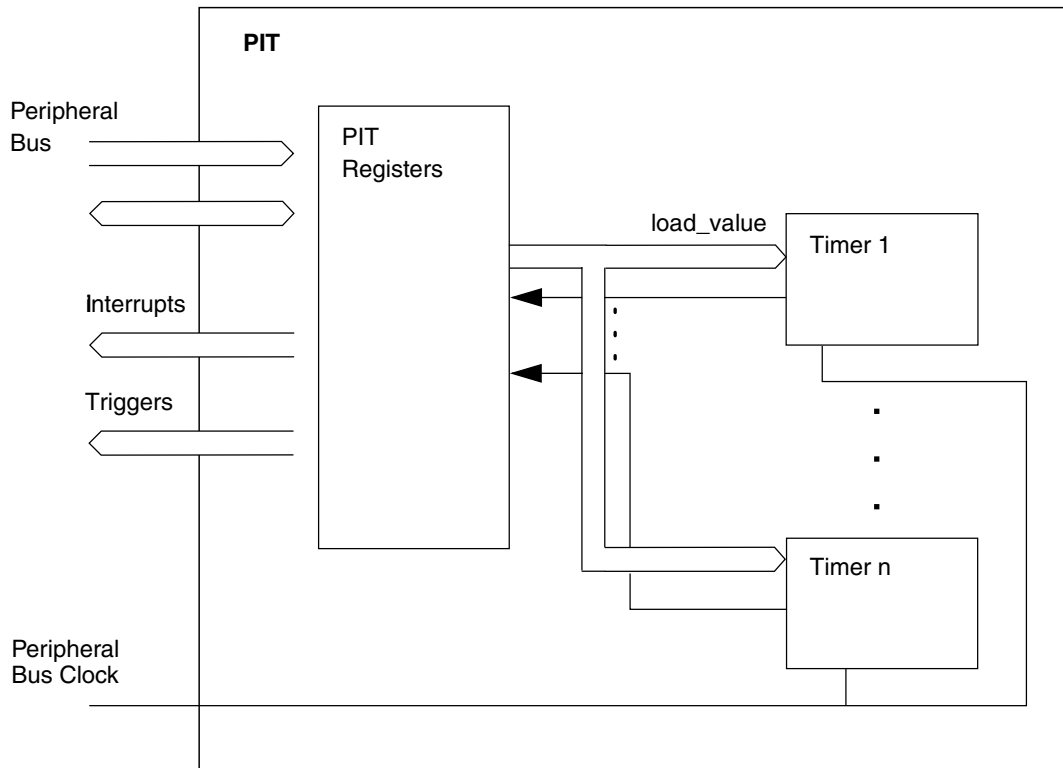 PIT
Peripheral
Bus
PIT
Registers
load_value
Timer 1
Interrupts
Triggers
Timer n
Peripheral
Bus Clock